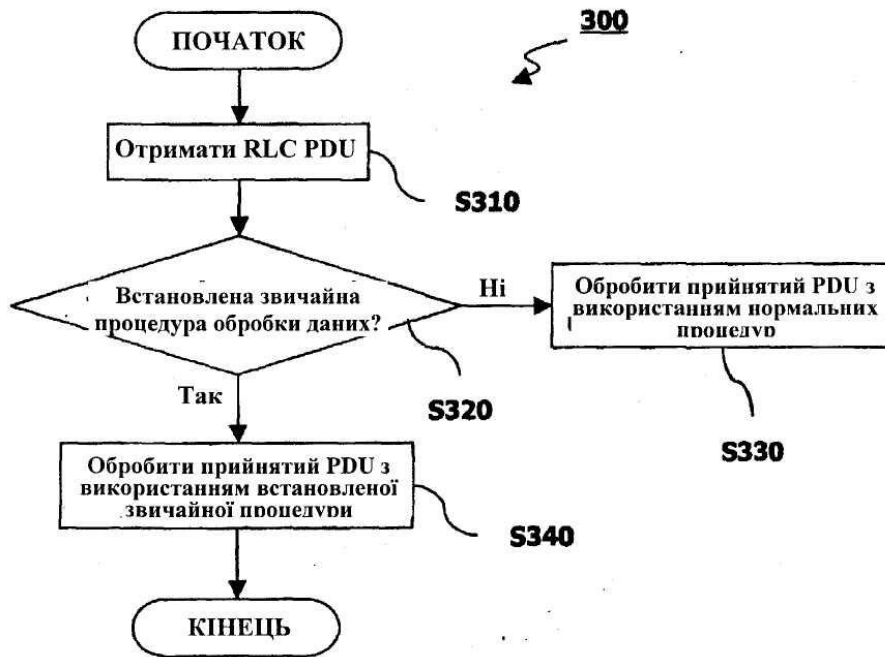 ПОЧАТОК
300
Отримати RLC PDU
S310
Встановлена звичайна
процедура обробки даних?
Ні
S320
Обробити прийнятий PDU з
використанням нормальних
процедур
S330
Так
Обробити прийнятий PDU з
використанням встановленої
звичайної процедури
S340
КІНЕЦЬ